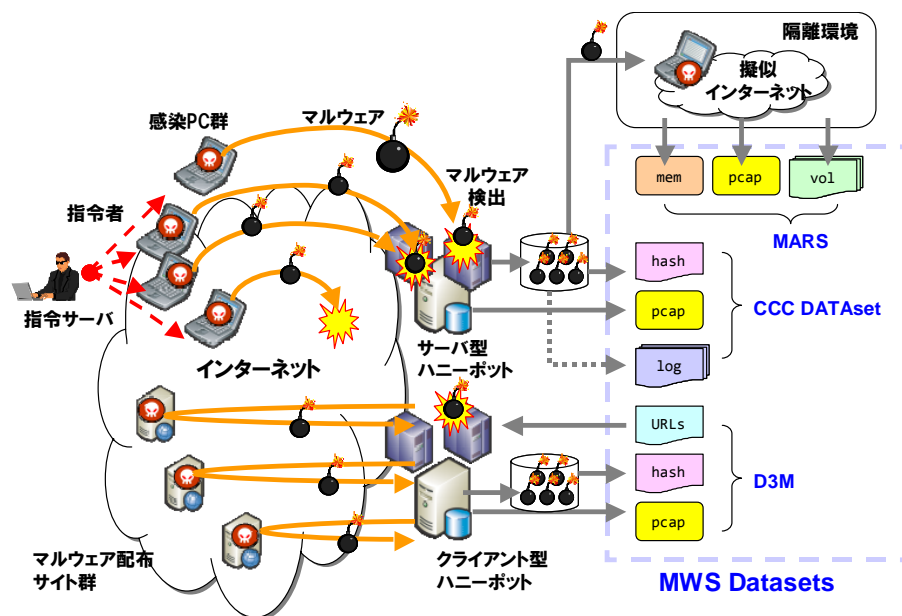 隔離環境
擬似
インターネット
感染PC群
マルウェア
マルウェア
検出
指令者
指令サーバ
mem
pcap
vol
MARS
hash
pcap
log
CCC DATAset
インターネット
サーバ型
ハニーポット
URLs
hash
pcap
D3M
マルウェア配布
サイト群
クライアント型
ハニーポット
MWS Datasets